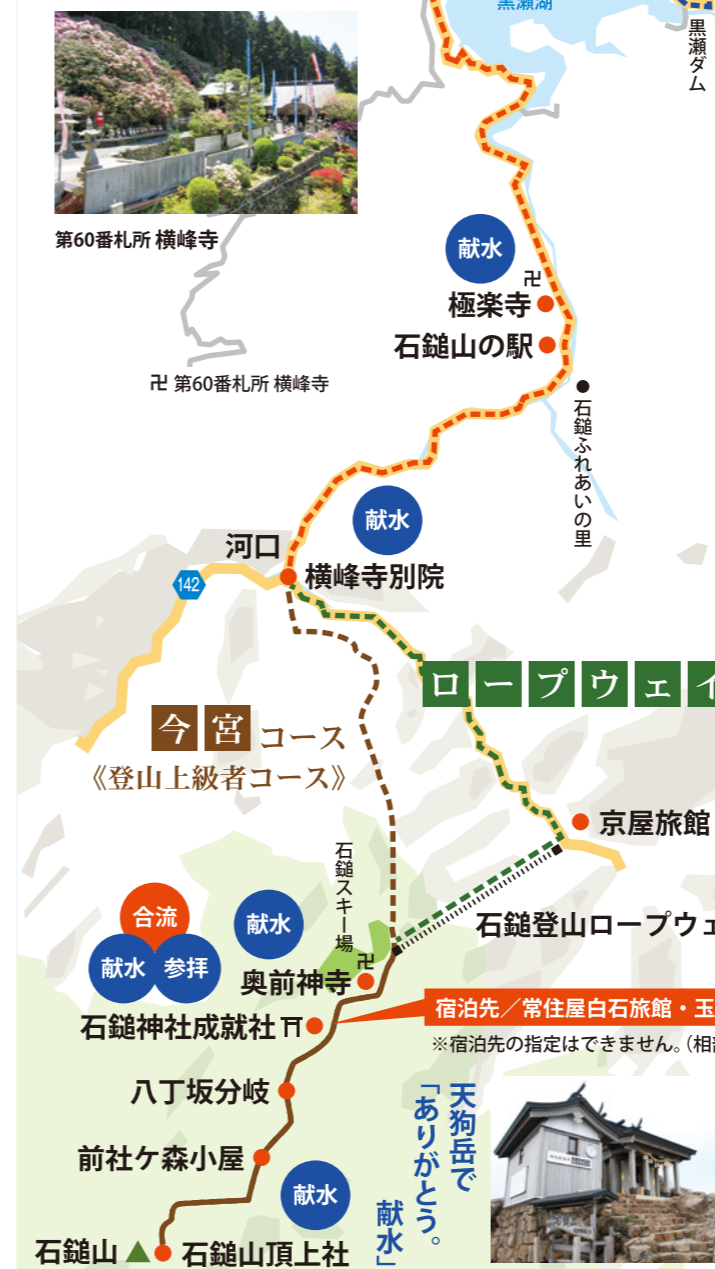 黒瀬湖
黒瀬ダム
第60番札所 横峰寺
献水
卍
極楽寺
石鎚山の駅
卍 第60番札所 横峰寺
石鎚ふれあいの里
献水
河口
横峰寺別院
142
ロープウェイ
今宮コース
《登山上級者コース》
京屋旅館
石鎚スキー場
石鎚登山ロープウェ
合流
献水
参拝
献水
卍
奥前神寺
宿泊先／常住屋白石旅館・玉
石鎚神社成就社
※宿泊先の指定はできません。(相部
八丁坂分岐
天狗岳で
「ありがとう。
献水」
前社ケ森小屋
献水
石鎚山
石鎚山頂上社